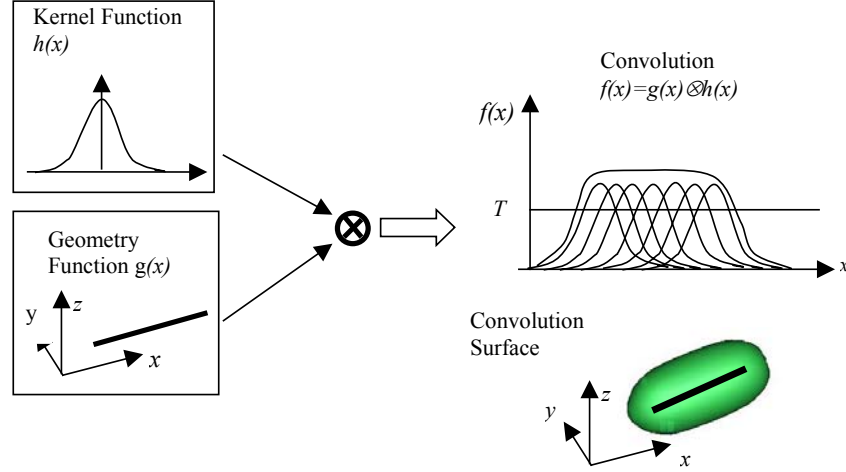 Kernel Function
h(x)
Geometry
Function g(x)
y
z
x
Convolution
f(x)=g(x)⊗h(x)
f(x)
T
x
Convolution
Surface
y
z
x